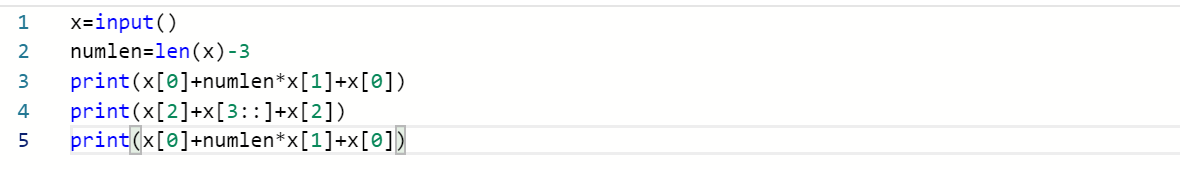 1 x=input()
2 numlen=len(x)-3
3 print(x[0]+numlen*x[1]+x[0])
4 print(x[2]+x[3::]+x[2])
5 print(x[0]+numlen*x[1]+x[0])